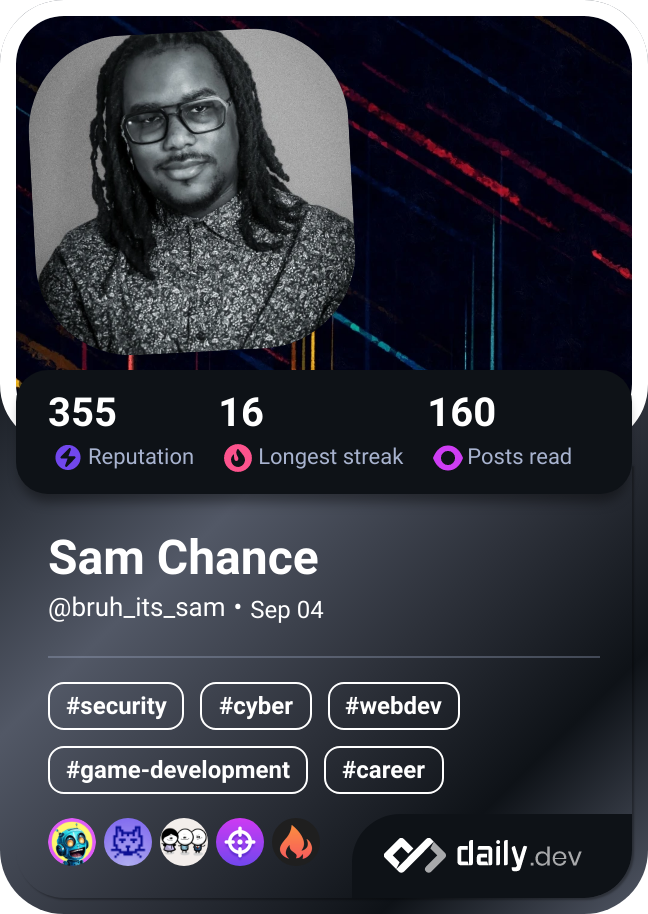 355 16 160
Reputation Longest streak Posts read
Sam Chance
@bruh_its_sam • Sep 04
#security #cyber #webdev
#game-development #career
daily.dev